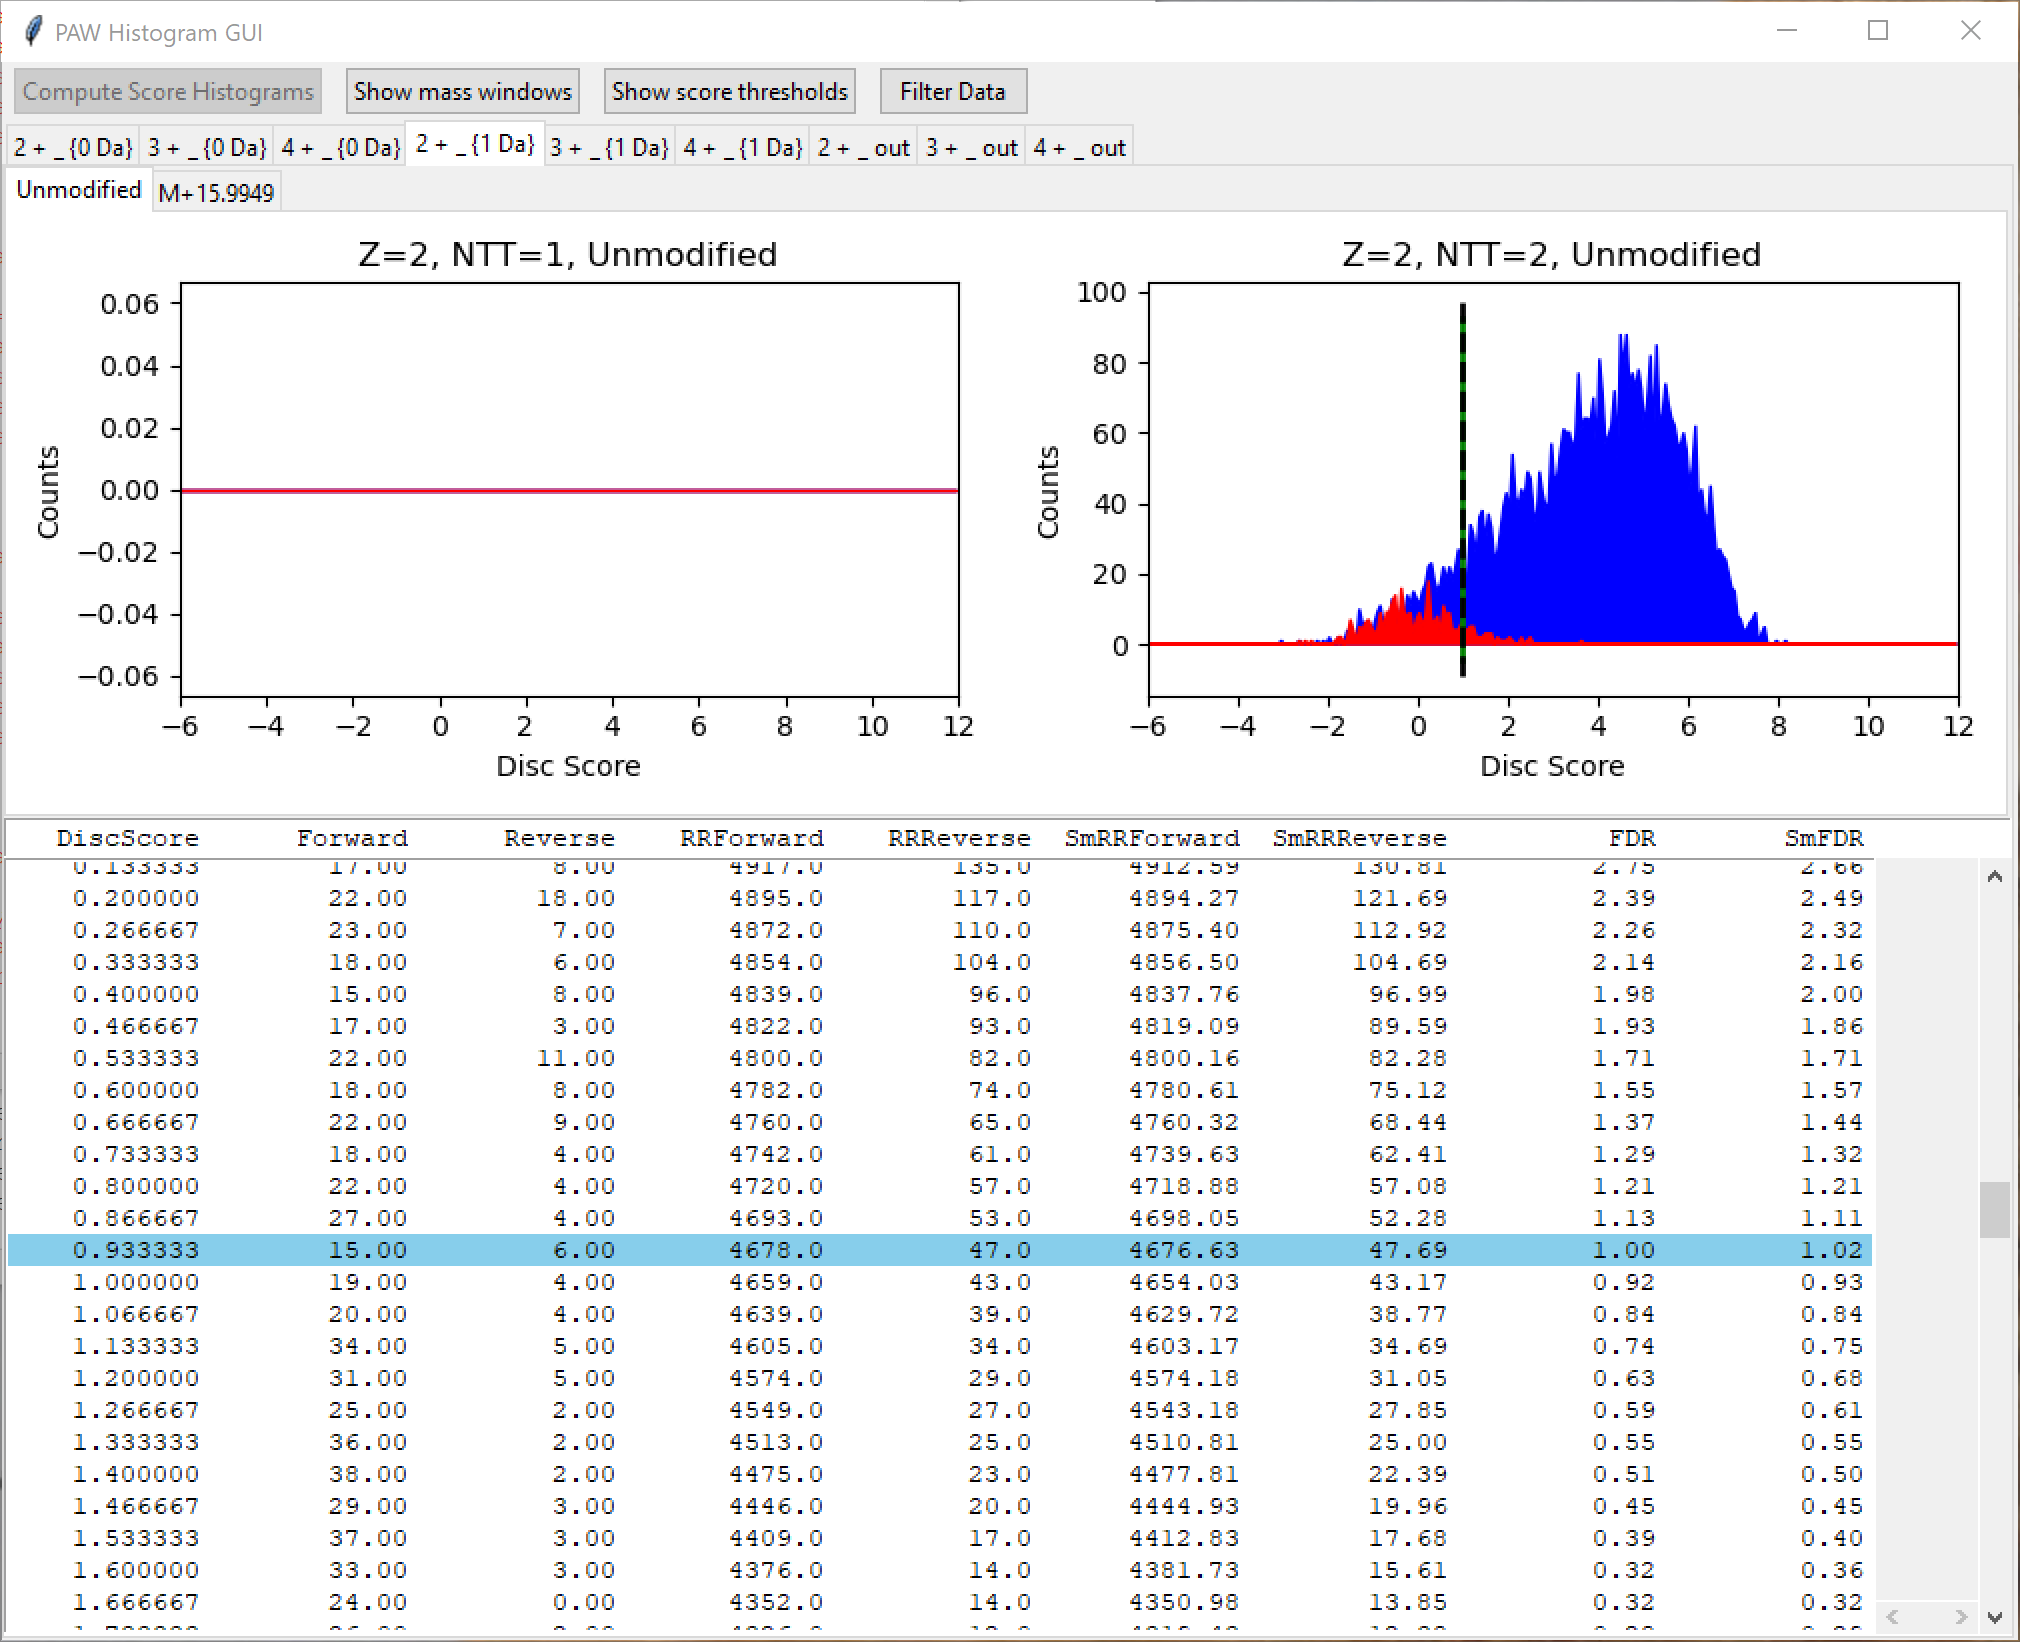 PAW Histogram GUI
Compute Score Histograms Show mass windows Show score thresholds Filter Data
2 + _ {0 Da} 3 + _ {0 Da} 4 + _ {0 Da} 2 + _ {1 Da} 3 + _ {1 Da} 4 + _ {1 Da} 2 + _ out 3 + _ out 4 + _ out
Unmodified M+15.9949
Z=2, NTT=1, Unmodified
0.06
0.04
0.02
0.00
−0.02
−0.04
−0.06
Counts
−6 −4 −2 0 2 4 6 8 10 12
Disc Score
Z=2, NTT=2, Unmodified
100
80
60
40
20
0
Counts
−6 −4 −2 0 2 4 6 8 10 12
Disc Score
DiscScore Forward Reverse RRForward RRReverse SmRRForward SmRRReverse FDR SmFDR
0.133333 17.00 8.00 4917.0 135.0 4912.59 130.81 2.75 2.66
0.200000 22.00 18.00 4895.0 117.0 4894.27 121.69 2.39 2.49
0.266667 23.00 7.00 4872.0 110.0 4875.40 112.92 2.26 2.32
0.333333 18.00 6.00 4854.0 104.0 4856.50 104.69 2.14 2.16
0.400000 15.00 8.00 4839.0 96.0 4837.76 96.99 1.98 2.00
0.466667 17.00 3.00 4822.0 93.0 4819.09 89.59 1.93 1.86
0.533333 22.00 11.00 4800.0 82.0 4800.16 82.28 1.71 1.71
0.600000 18.00 8.00 4782.0 74.0 4780.61 75.12 1.55 1.57
0.666667 22.00 9.00 4760.0 65.0 4760.32 68.44 1.37 1.44
0.733333 18.00 4.00 4742.0 61.0 4739.63 62.41 1.29 1.32
0.800000 22.00 4.00 4720.0 57.0 4718.88 57.08 1.21 1.21
0.866667 27.00 4.00 4693.0 53.0 4698.05 52.28 1.13 1.11
0.933333 15.00 6.00 4678.0 47.0 4676.63 47.69 1.00 1.02
1.000000 19.00 4.00 4659.0 43.0 4654.03 43.17 0.92 0.93
1.066667 20.00 4.00 4639.0 39.0 4629.72 38.77 0.84 0.84
1.133333 34.00 5.00 4605.0 34.0 4603.17 34.69 0.74 0.75
1.200000 31.00 5.00 4574.0 29.0 4574.18 31.05 0.63 0.68
1.266667 25.00 2.00 4549.0 27.0 4543.18 27.85 0.59 0.61
1.333333 36.00 2.00 4513.0 25.0 4510.81 25.00 0.55 0.55
1.400000 38.00 2.00 4475.0 23.0 4477.81 22.39 0.51 0.50
1.466667 29.00 3.00 4446.0 20.0 4444.93 19.96 0.45 0.45
1.533333 37.00 3.00 4409.0 17.0 4412.83 17.68 0.39 0.40
1.600000 33.00 3.00 4376.0 14.0 4381.73 15.61 0.32 0.36
1.666667 24.00 0.00 4352.0 14.0 4350.98 13.85 0.32 0.32